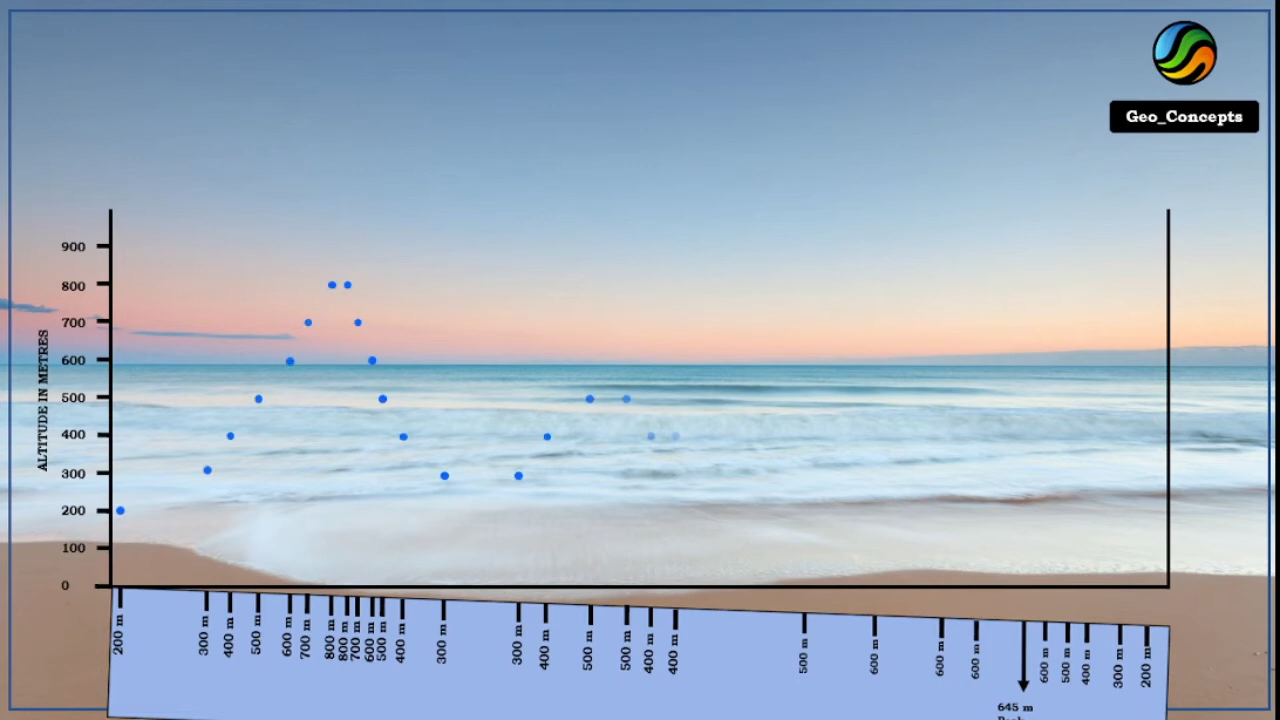 Geo_Concepts
ALTITUDE IN METRES
900
800
700
600
500
400
300
200
100
0
200 m
300 m
400 m
500 m
600 m
700 m
800 m
800 m
700 m
600 m
500 m
400 m
300 m
300 m
400 m
500 m
500 m
400 m
400 m
500 m
600 m
600 m
600 m
645 m
600 m
500 m
400 m
300 m
200 m